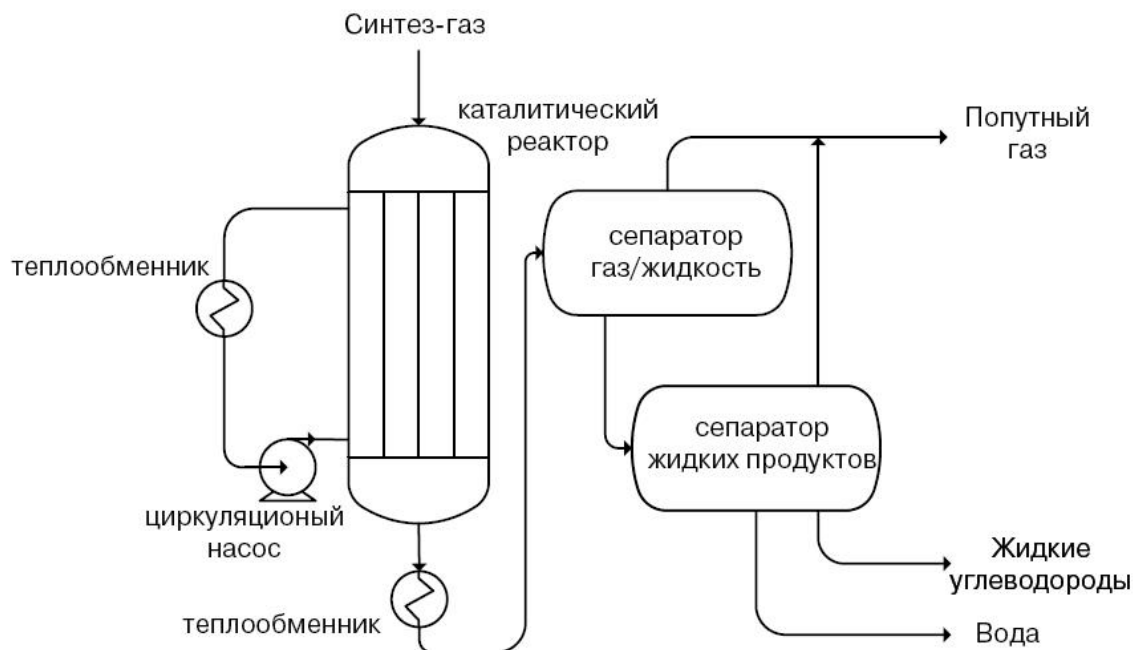 Синтез-газ
каталитический
реактор
Попутный
газ
сепаратор
газ/жидкость
теплообменник
сепаратор
жидких продуктов
циркуляционый
насос
Жидкие
углеводороды
теплообменник
Вода